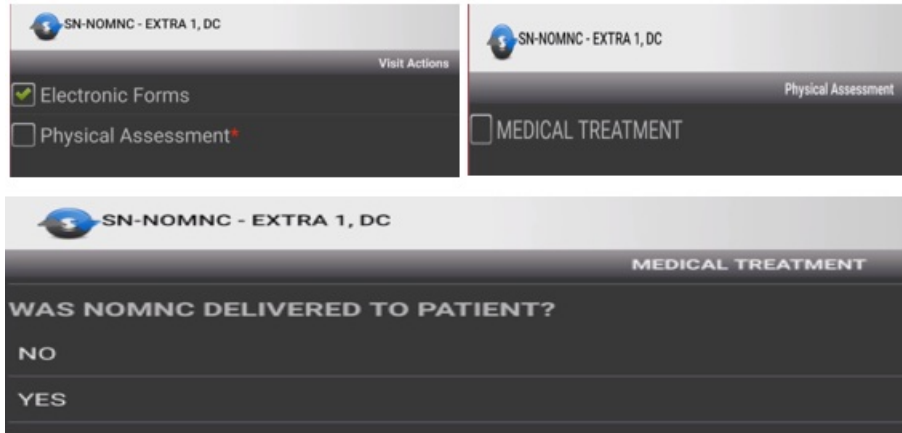 SN-NOMNC - EXTRA 1, DC
Visit Actions
Electronic Forms
Physical Assessment*
SN-NOMNC - EXTRA 1, DC
Physical Assessment
MEDICAL TREATMENT
SN-NOMNC - EXTRA 1, DC
MEDICAL TREATMENT
WAS NOMNC DELIVERED TO PATIENT?
NO
YES